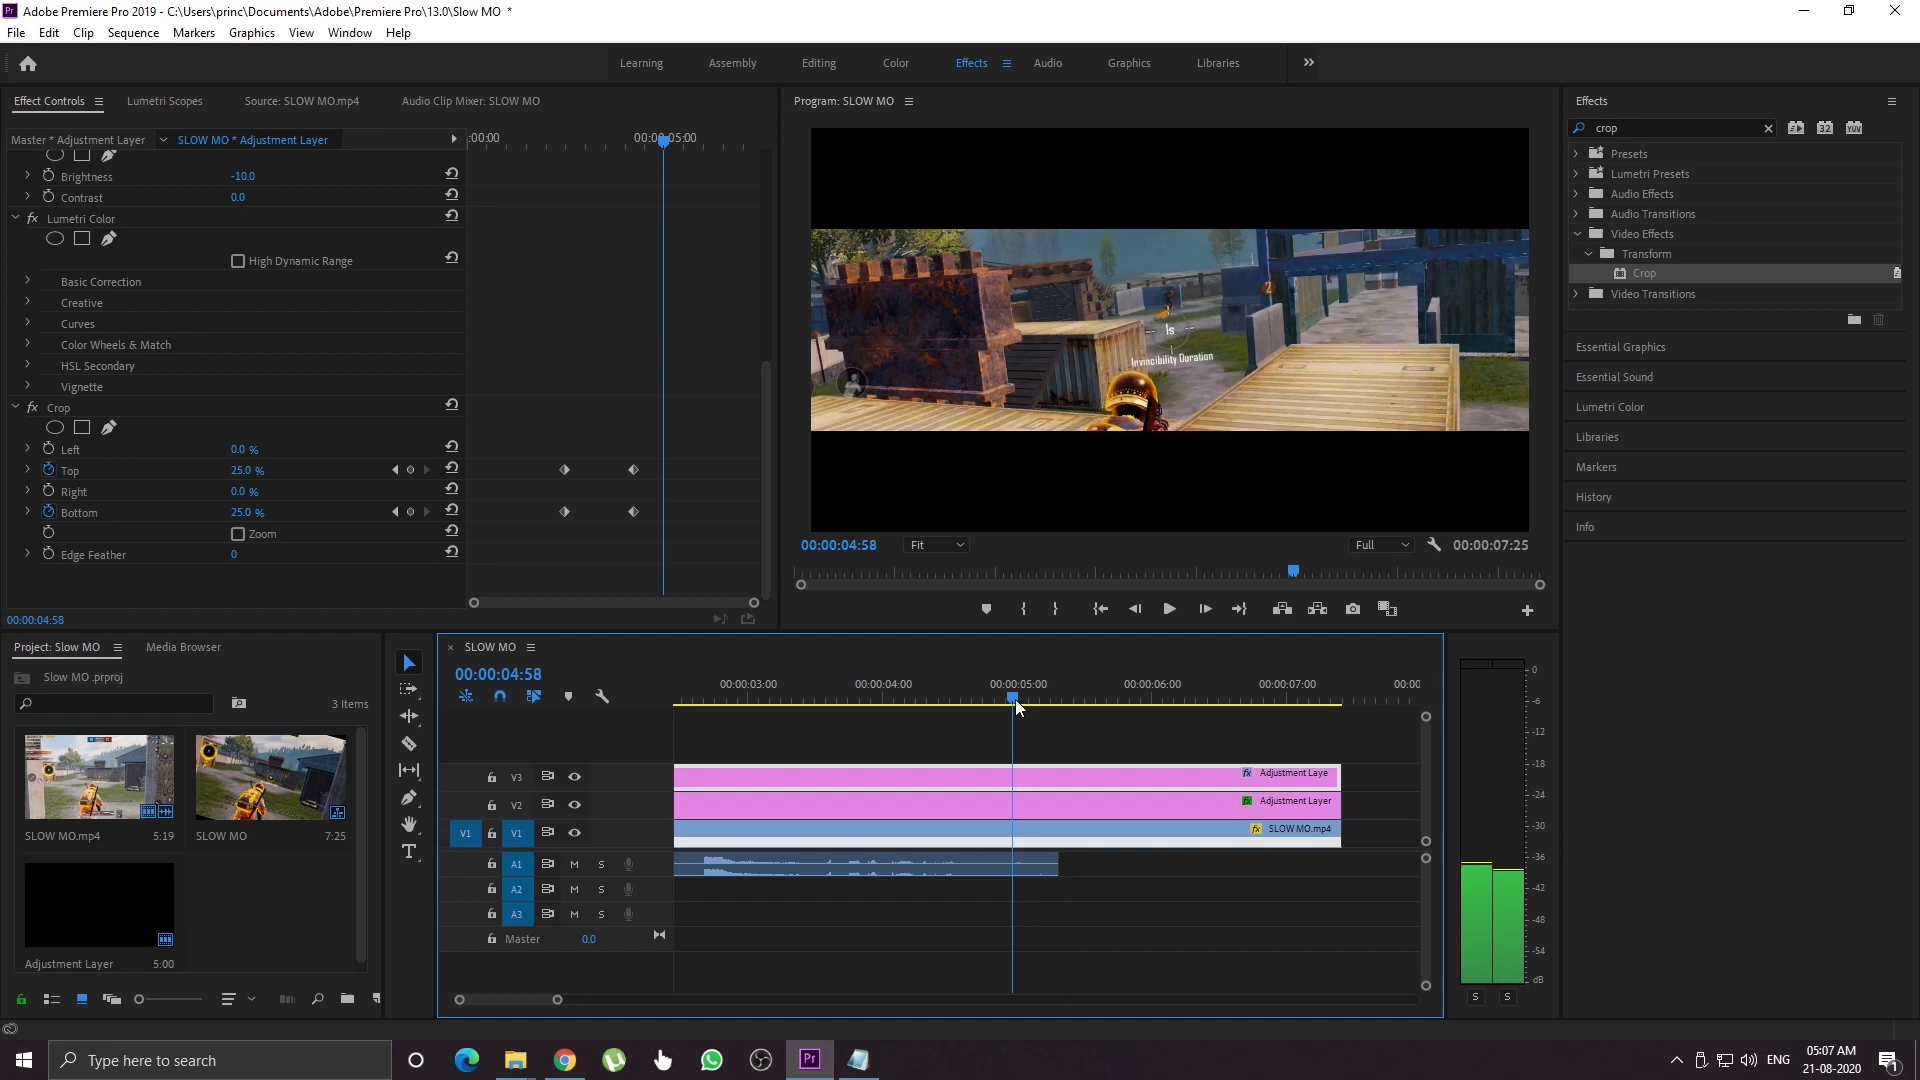 Adobe Premiere Pro 2019 - C:\Users\princ\Documents\Adobe\Premiere Pro\13.0\Slow MO *
File Edit Clip Sequence Markers Graphics View Window Help
Learning Assembly Editing Color Effects Audio Graphics Libraries
Effect Controls Lumetri Scopes Source: SLOW MO.mp4 Audio Clip Mixer: SLOW MO
Program: SLOW MO
Effects
crop
Master * Adjustment Layer SLOW MO * Adjustment Layer
:00:00 00:00:05:00
Brightness -10.0
Contrast 0.0
fx Lumetri Color
High Dynamic Range
Basic Correction
Creative
Curves
Color Wheels & Match
HSL Secondary
Vignette
fx Crop
Left 0.0 %
Top 25.0 %
Right 0.0 %
Bottom 25.0 %
Zoom
Edge Feather 0
00:00:04:58
2
1s
Invincibility Duration
00:00:04:58 Fit Full 00:00:07:25
32 YUV
Presets
Lumetri Presets
Audio Effects
Audio Transitions
Video Effects
Transform
Crop
Video Transitions
Essential Graphics
Essential Sound
Lumetri Color
Libraries
Markers
History
Info
Project: Slow MO Media Browser
Slow MO .prproj
3 Items
SLOW MO.mp4 5:19
SLOW MO 7:25
Adjustment Layer 5:00
SLOW MO
00:00:04:58
00:00:03:00 00:00:04:00 00:00:05:00 00:00:06:00 00:00:07:00 00:00
V3 fx Adjustment Laye
V2 fx Adjustment Layer
V1 V1 fx SLOW MO.mp4
A1 M S
A2 M S
A3 M S
Master 0.0
0
-6
-12
-18
-24
-30
-36
-42
-48
-54
dB
S S
Type here to search
Pr
ENG
05:07 AM
21-08-2020
1